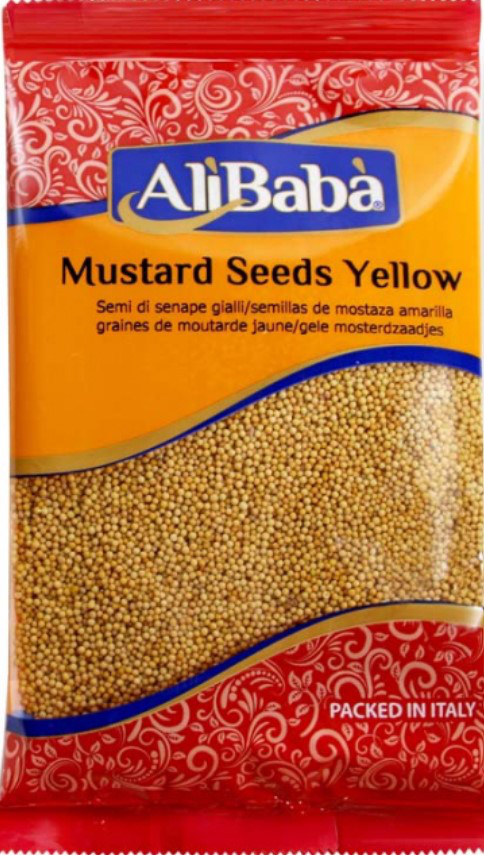 AlìBabà®
Mustard Seeds Yellow
Semi di senape gialli/semillas de mostaza amarilla
graines de moutarde jaune/gele mosterdzaadjes
PACKED IN ITALY